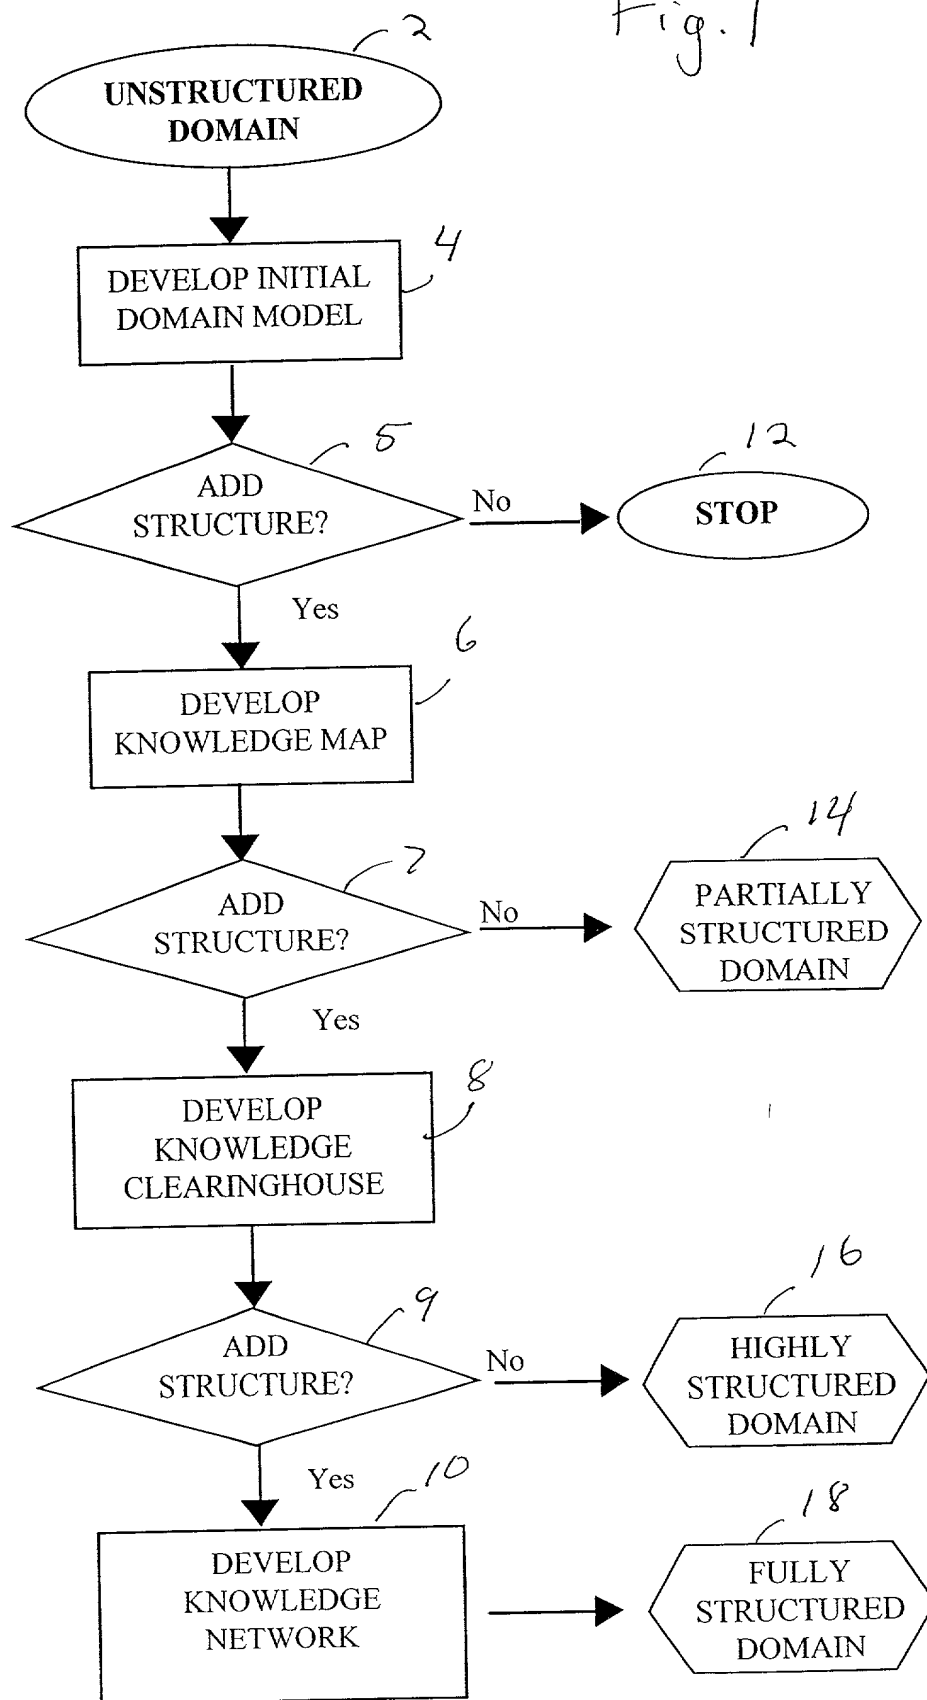 Fig. 1
2
UNSTRUCTURED
DOMAIN
4
DEVELOP INITIAL
DOMAIN MODEL
5
ADD
STRUCTURE?
No
12
STOP
Yes
6
DEVELOP
KNOWLEDGE MAP
7
ADD
STRUCTURE?
No
14
PARTIALLY
STRUCTURED
DOMAIN
Yes
8
DEVELOP
KNOWLEDGE
CLEARINGHOUSE
9
ADD
STRUCTURE?
No
16
HIGHLY
STRUCTURED
DOMAIN
Yes
10
DEVELOP
KNOWLEDGE
NETWORK
18
FULLY
STRUCTURED
DOMAIN